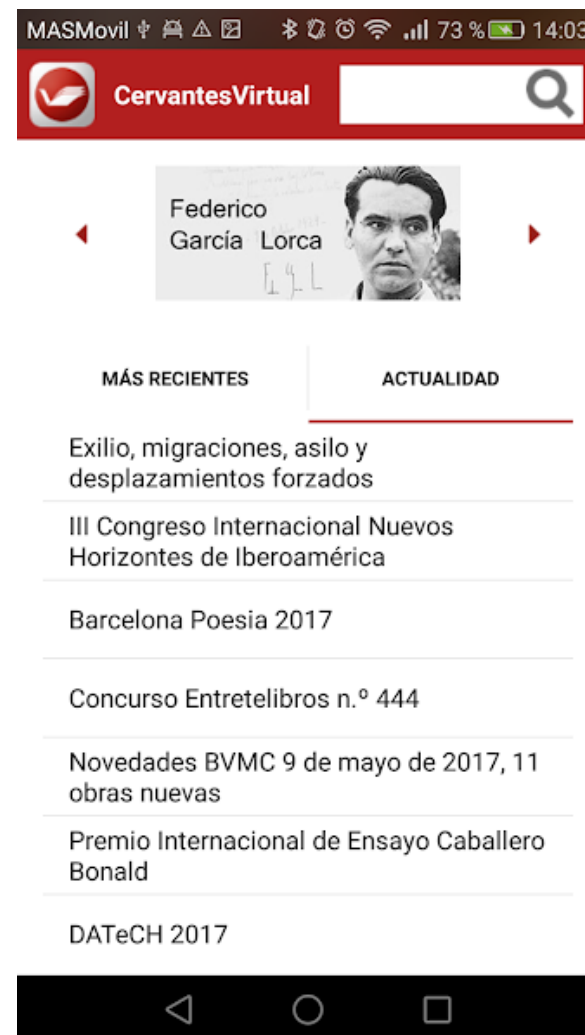 MASMovil 73 % 14:03
CervantesVirtual
Federico
García Lorca
MÁS RECIENTES
ACTUALIDAD
Exilio, migraciones, asilo y
desplazamientos forzados
III Congreso Internacional Nuevos
Horizontes de Iberoamérica
Barcelona Poesia 2017
Concurso Entretelibros n.º 444
Novedades BVMC 9 de mayo de 2017, 11
obras nuevas
Premio Internacional de Ensayo Caballero
Bonald
DATeCH 2017